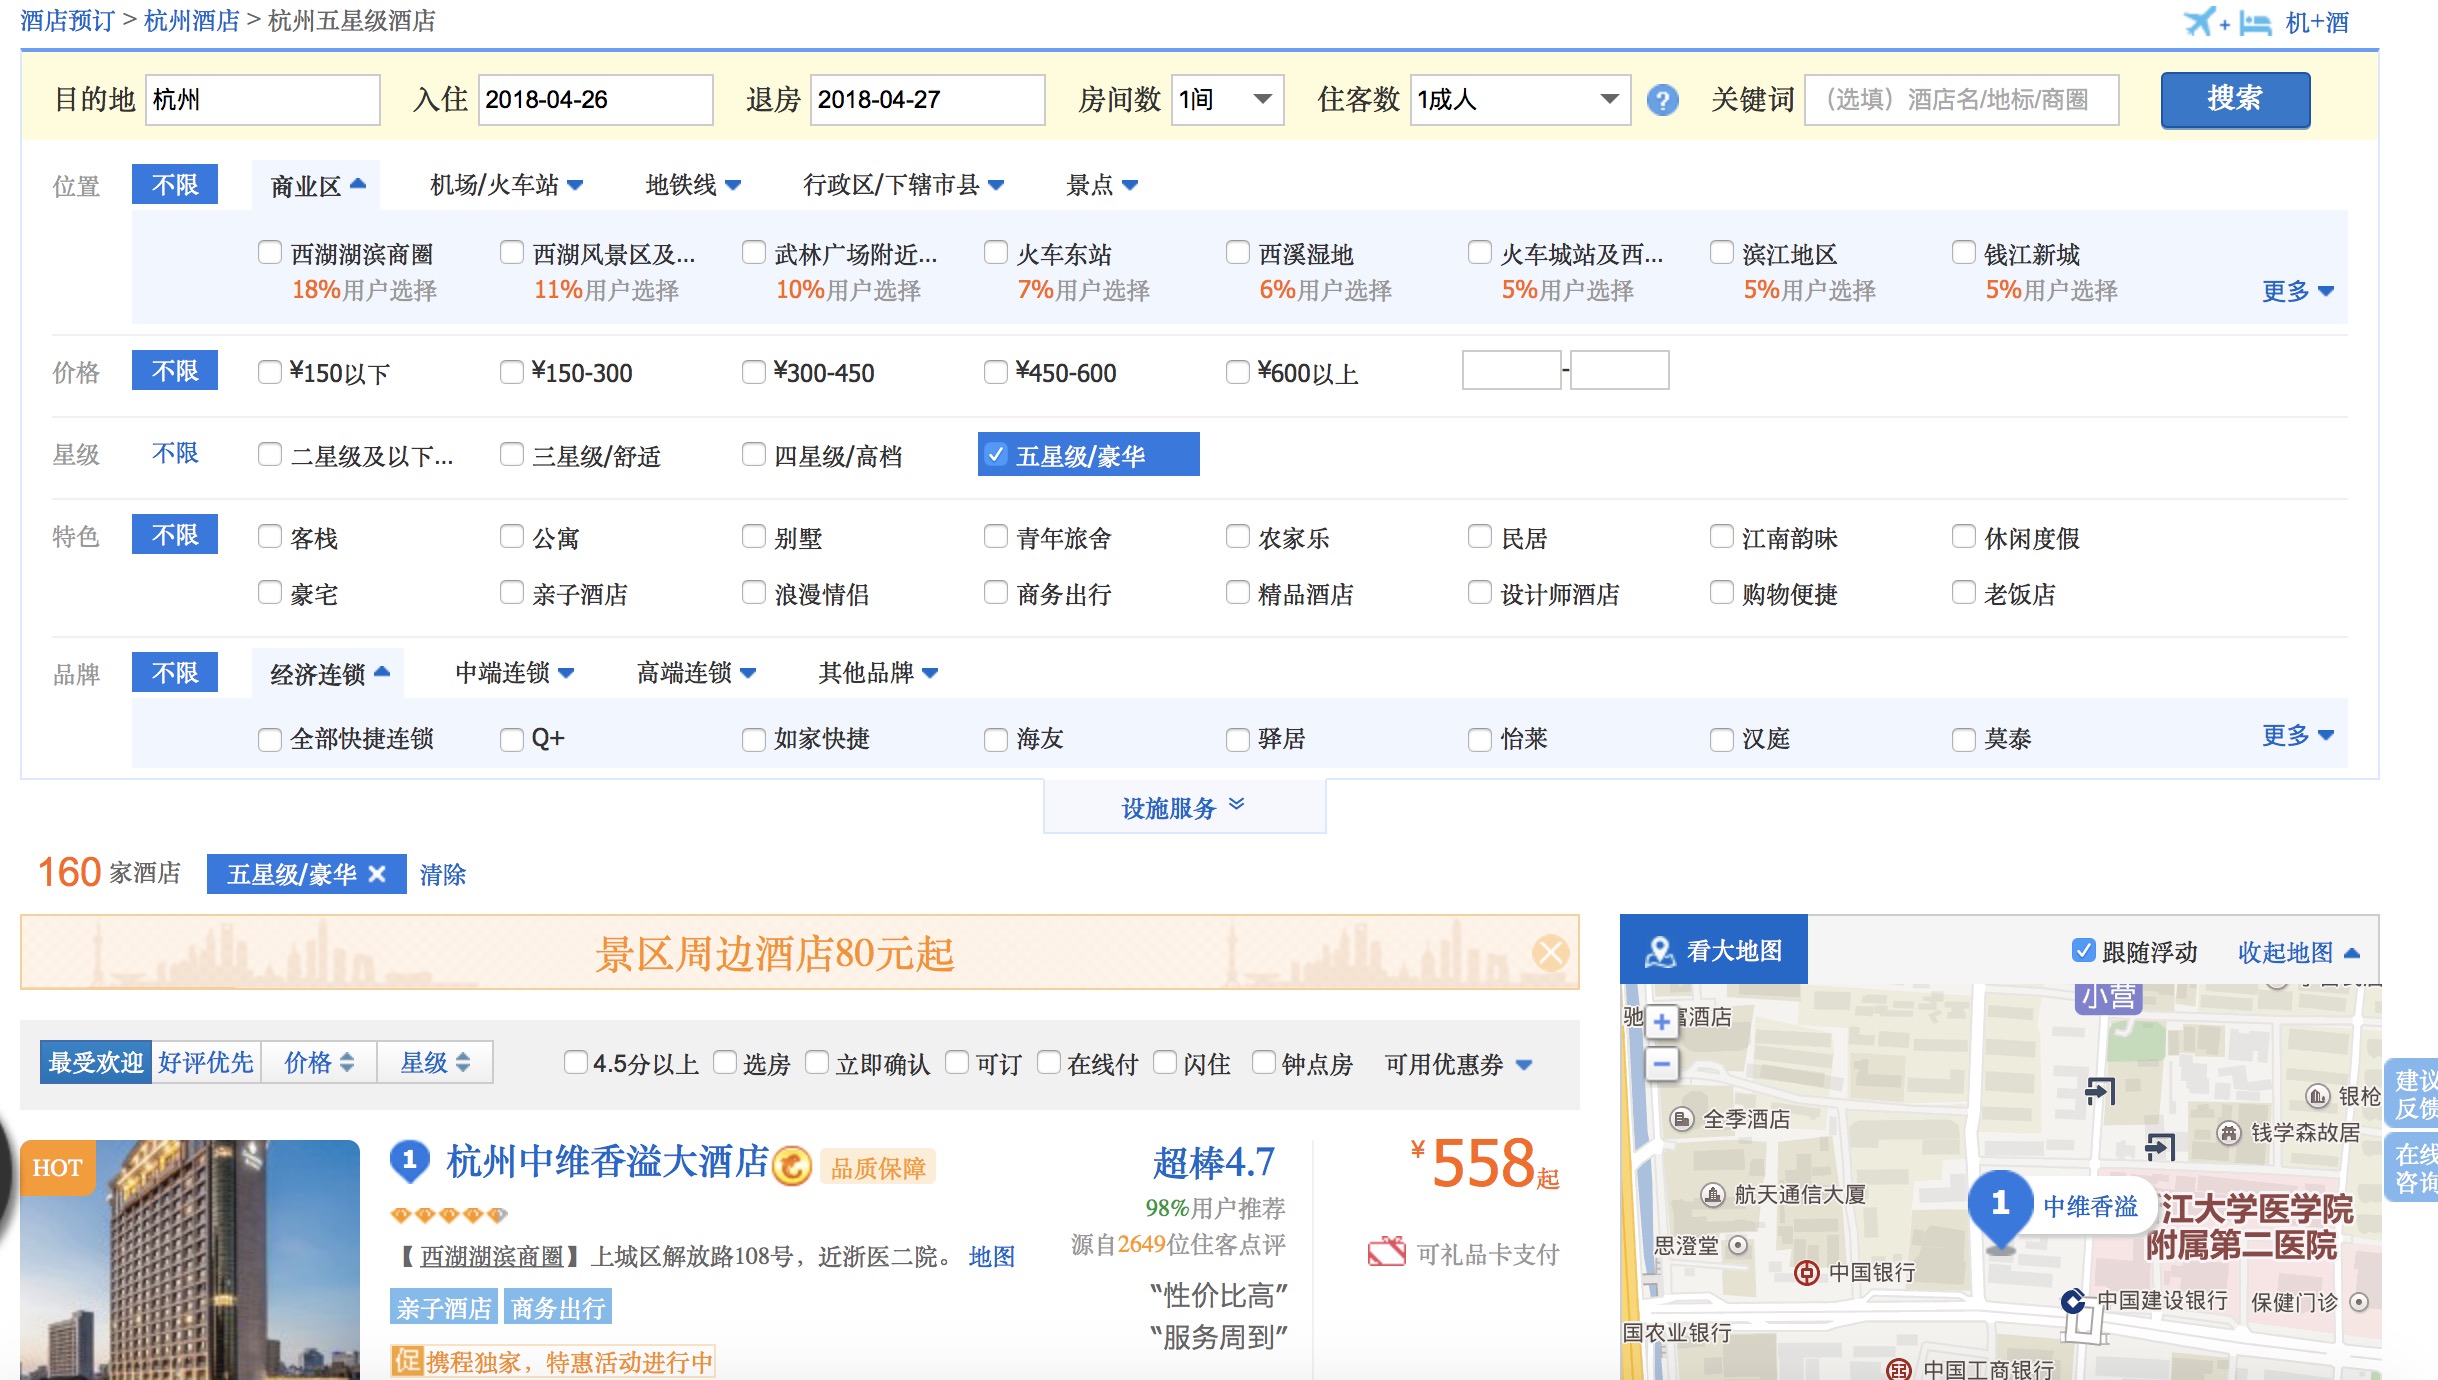 酒店预订 > 杭州酒店 > 杭州五星级酒店
+ 机+酒
目的地 杭州 入住 2018-04-26 退房 2018-04-27 房间数 1间 住客数 1成人 ? 关键词 （选填）酒店名/地标/商圈 搜索
位置 不限 商业区 机场/火车站 地铁线 行政区/下辖市县 景点
西湖湖滨商圈 西湖风景区及... 武林广场附近... 火车东站 西溪湿地 火车城站及西... 滨江地区 钱江新城
18%用户选择 11%用户选择 10%用户选择 7%用户选择 6%用户选择 5%用户选择 5%用户选择 5%用户选择 更多
价格 不限 ¥150以下 ¥150-300 ¥300-450 ¥450-600 ¥600以上 -
星级 不限 二星级及以下... 三星级/舒适 四星级/高档 五星级/豪华
特色 不限 客栈 公寓 别墅 青年旅舍 农家乐 民居 江南韵味 休闲度假
豪宅 亲子酒店 浪漫情侣 商务出行 精品酒店 设计师酒店 购物便捷 老饭店
品牌 不限 经济连锁 中端连锁 高端连锁 其他品牌
全部快捷连锁 Q+ 如家快捷 海友 驿居 怡莱 汉庭 莫泰 更多
设施服务
160 家酒店 五星级/豪华 × 清除
景区周边酒店80元起
最受欢迎 好评优先 价格 星级 4.5分以上 选房 立即确认 可订 在线付 闪住 钟点房 可用优惠券
HOT
1 杭州中维香溢大酒店 品质保障
【 西湖湖滨商圈】上城区解放路108号，近浙医二院。 地图
亲子酒店 商务出行
促 携程独家，特惠活动进行中
超棒4.7
98%用户推荐
源自2649位住客点评
“性价比高”
“服务周到”
¥558起
可礼品卡支付
看大地图 跟随浮动 收起地图
小营
+
酒店
−
银枪
全季酒店
钱学森故居
航天通信大厦
1 中维香溢
江大学医学院
附属第二医院
思澄堂
中国银行
中国建设银行 保健门诊
国农业银行
中国工商银行
建议
反馈
在线
咨询